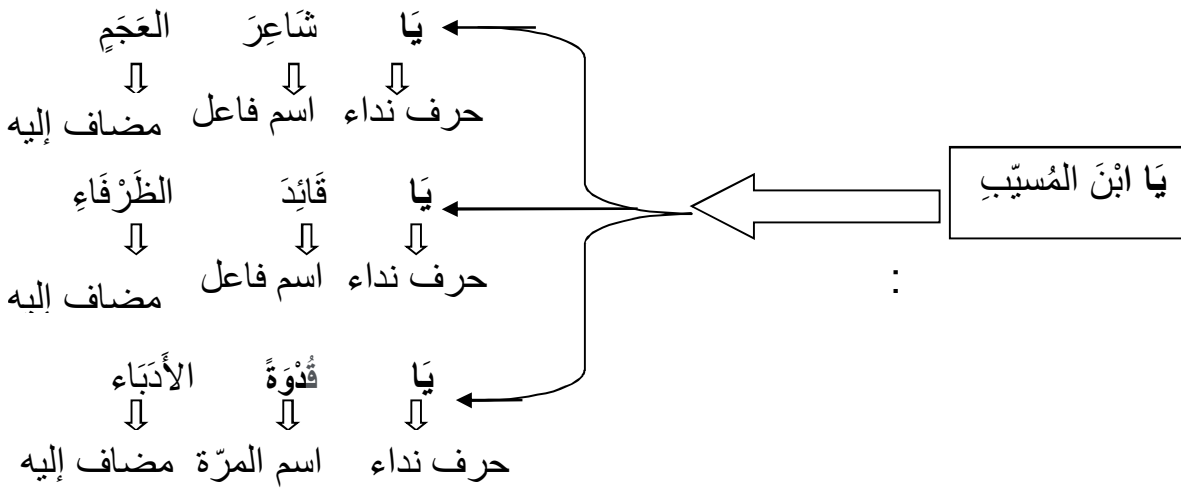 يَا شَاعِرَ العَجَمٍ
حرف نداء اسم فاعل مضاف إليه
يَا ابْنَ المُسيّبِ
يَا قَائِدَ الظَرْفَاءِ
حرف نداء اسم فاعل مضاف إليه
:
يَا قُدْوَةً الأَدَبَاء
حرف نداء اسم المرّة مضاف إليه